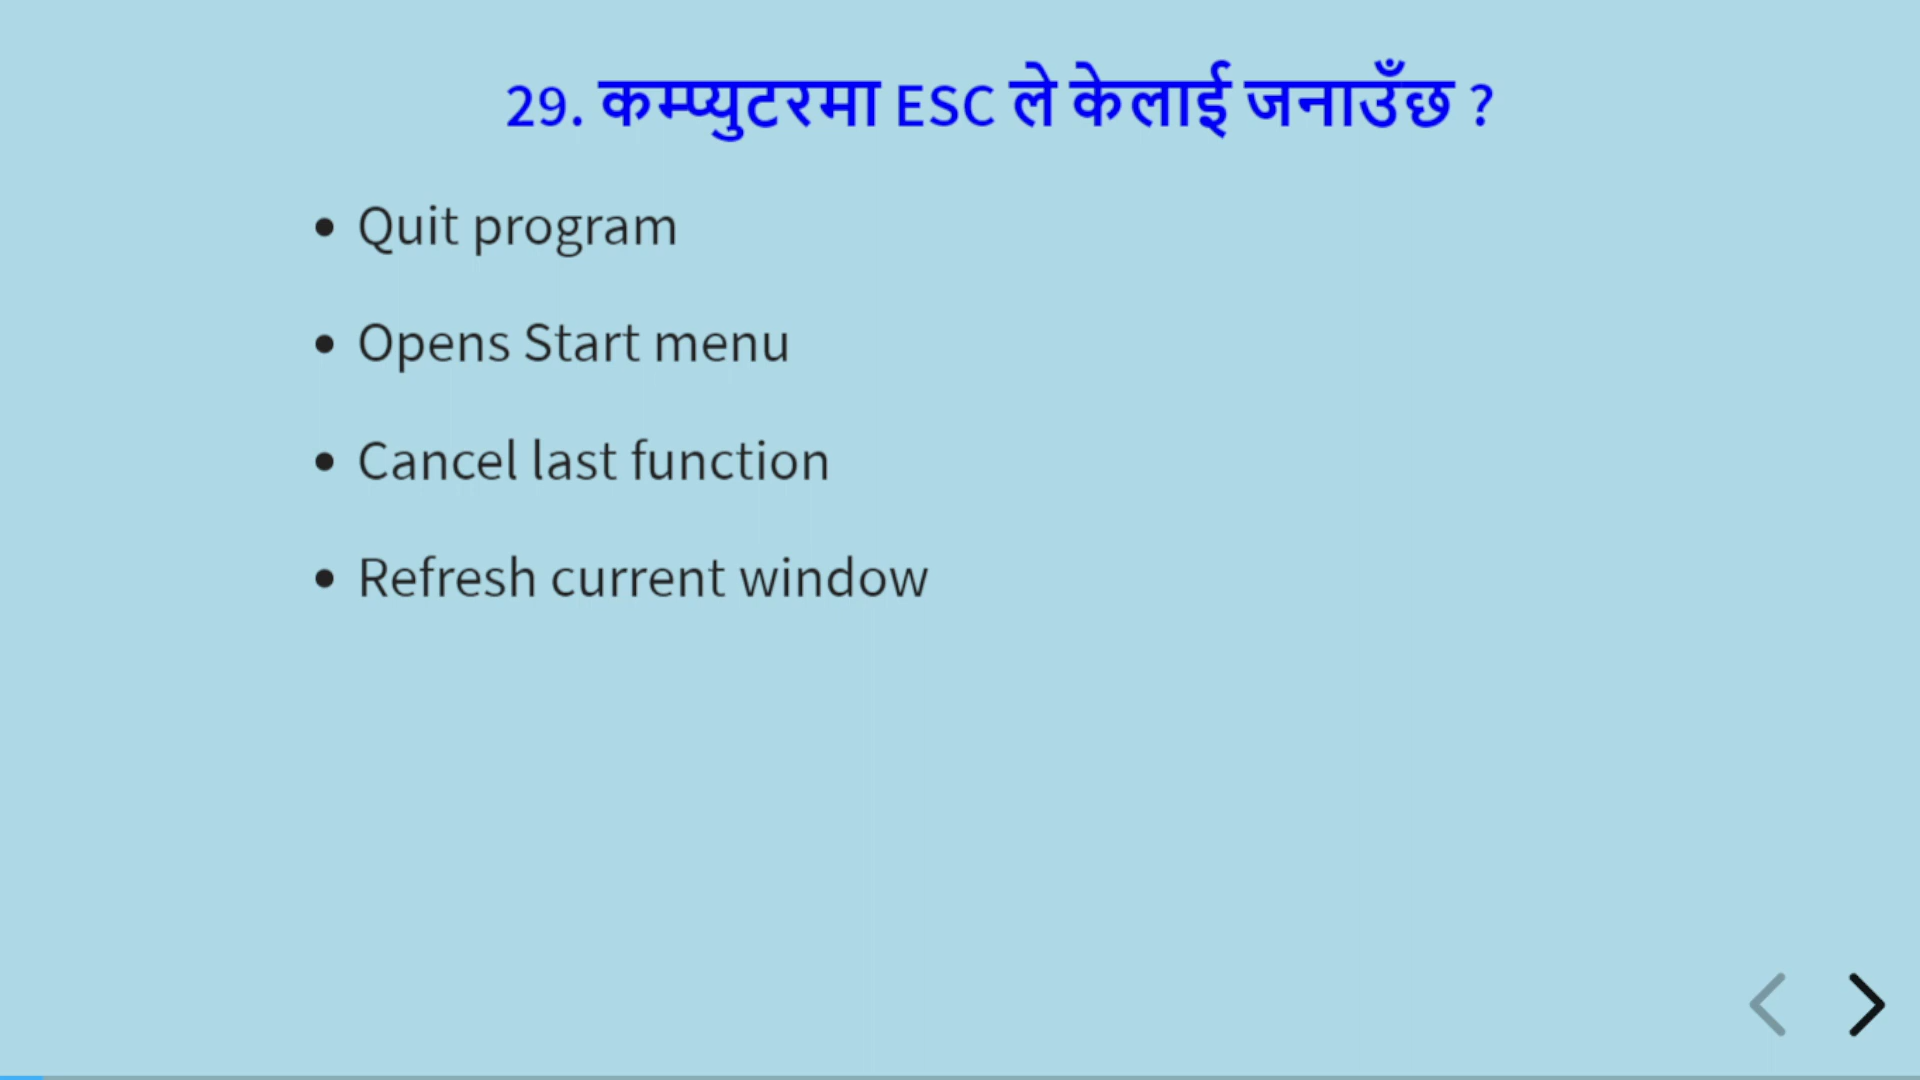 29. कम्प्युटरमा ESC ले केलाई जनाउँछ ?
• Quit program
• Opens Start menu
• Cancel last function
• Refresh current window